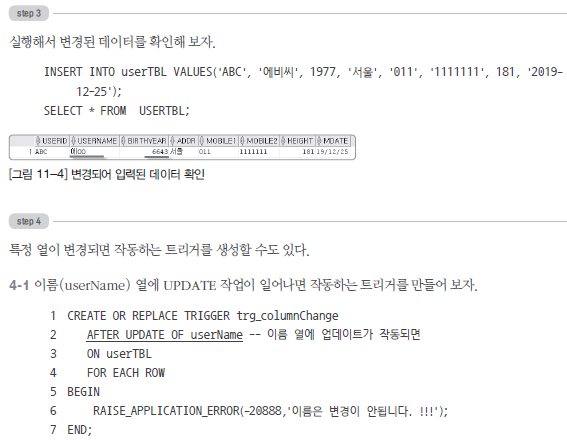 step 3
실행해서 변경된 데이터를 확인해 보자.
INSERT INTO userTBL VALUES('ABC', '에비씨', 1977, '서울', '011', '1111111', 181, '2019-
12-25');
SELECT * FROM USERTBL;
USERID USERNAME BIRTHYEAR ADDR MOBILE1 MOBILE2 HEIGHT MDATE
1 ABC 에OO 6643 서울 011 1111111 181 19/12/25
[그림 11-4] 변경되어 입력된 데이터 확인
step 4
특정 열이 변경되면 작동하는 트리거를 생성할 수도 있다.
4-1 이름(userName) 열에 UPDATE 작업이 일어나면 작동하는 트리거를 만들어 보자.
1 CREATE OR REPLACE TRIGGER trg_columnChange
2 AFTER UPDATE OF userName -- 이름 열에 업데이트가 작동되면
3 ON userTBL
4 FOR EACH ROW
5 BEGIN
6 RAISE_APPLICATION_ERROR(-20888,'이름은 변경이 안됩니다. !!!');
7 END;